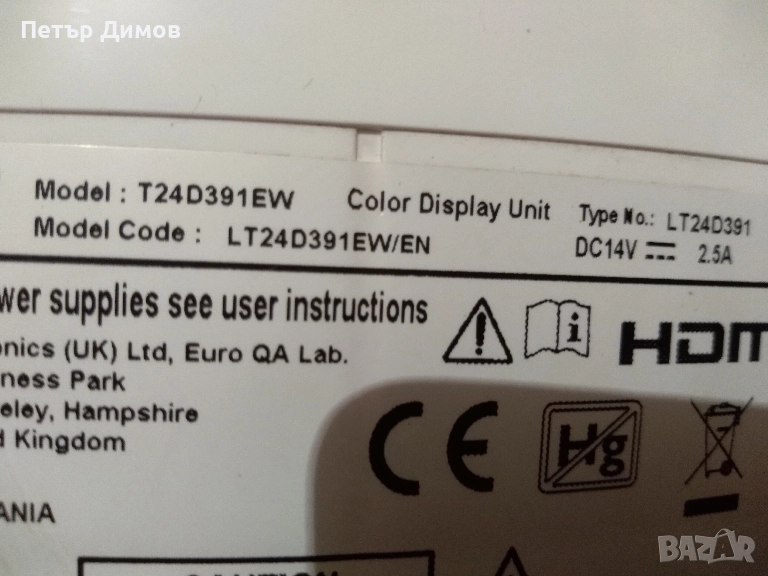 Петър Димов
Model : T24D391EW Color Display Unit Type No.: LT24D391
Model Code : LT24D391EW/EN DC14V 2.5A
wer supplies see user instructions
onics (UK) Ltd, Euro QA Lab.
ness Park
eley, Hampshire
d Kingdom
HDM
CE
Hg
ANIA
BAZAR